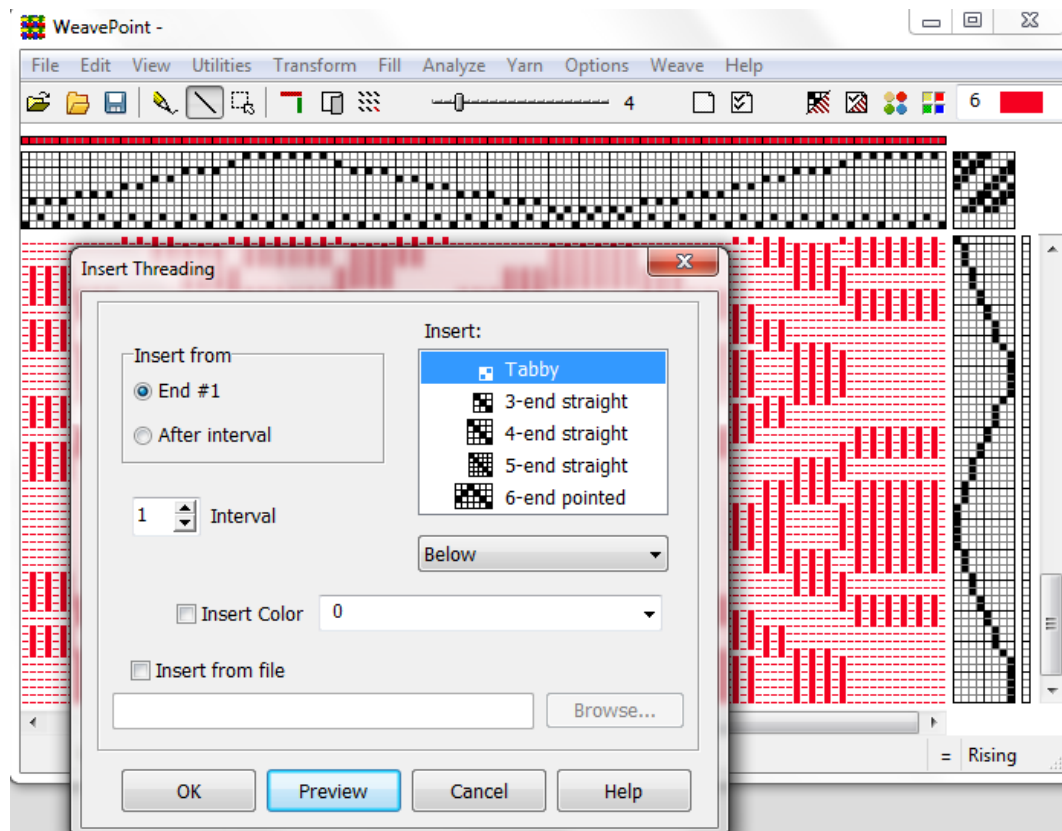 WeavePoint -
File Edit View Utilities Transform Fill Analyze Yarn Options Weave Help
4
6
Insert Threading
Insert from
End #1
After interval
1 Interval
Insert:
Tabby
3-end straight
4-end straight
5-end straight
6-end pointed
Below
Insert Color 0
Insert from file
Browse...
OK Preview Cancel Help
= Rising